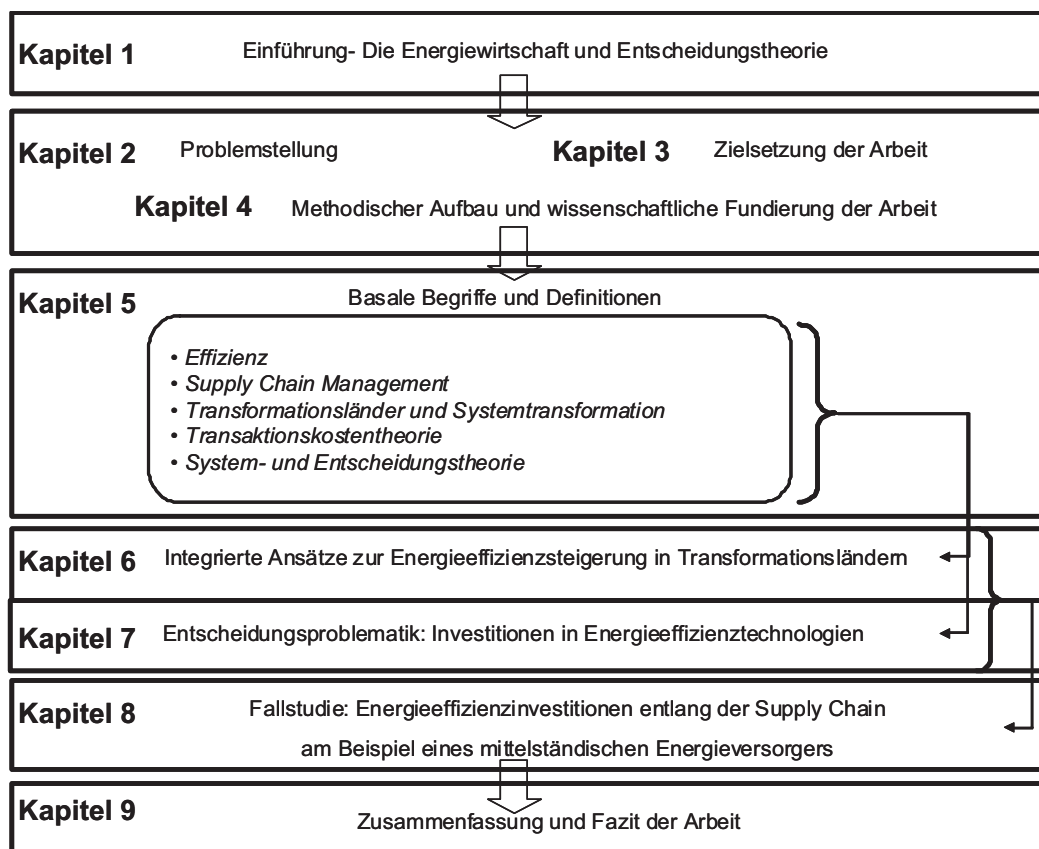 Kapitel 1 Einführung- Die Energiewirtschaft und Entscheidungstheorie
Kapitel 2 Problemstellung Kapitel 3 Zielsetzung der Arbeit
Kapitel 4 Methodischer Aufbau und wissenschaftliche Fundierung der Arbeit
Kapitel 5 Basale Begriffe und Definitionen
• Effizienz
• Supply Chain Management
• Transformationsländer und Systemtransformation
• Transaktionskostentheorie
• System- und Entscheidungstheorie
Kapitel 6 Integrierte Ansätze zur Energieeffizienzsteigerung in Transformationsländern
Kapitel 7 Entscheidungsproblematik: Investitionen in Energieeffizienztechnologien
Kapitel 8 Fallstudie: Energieeffizienzinvestitionen entlang der Supply Chain
am Beispiel eines mittelständischen Energieversorgers
Kapitel 9 Zusammenfassung und Fazit der Arbeit